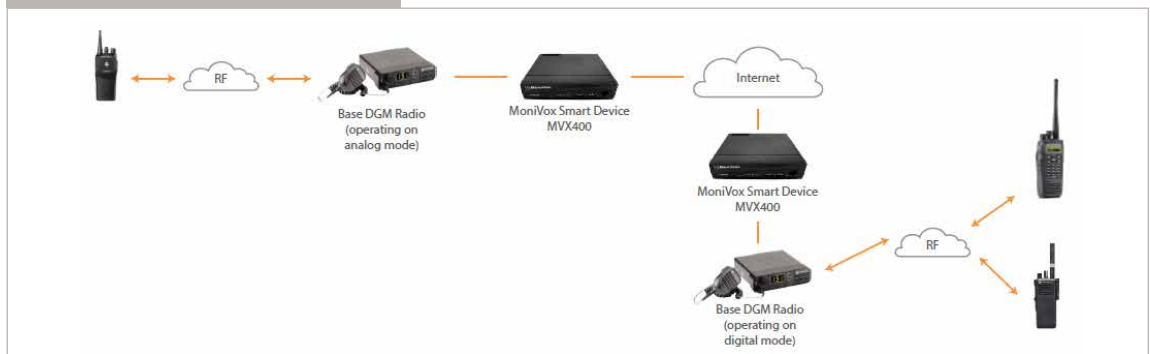 RF
Base DGM Radio
(operating on
analog mode)
MoniVox Smart Device
MVX400
Internet
MoniVox Smart Device
MVX400
Base DGM Radio
(operating on
digital mode)
RF